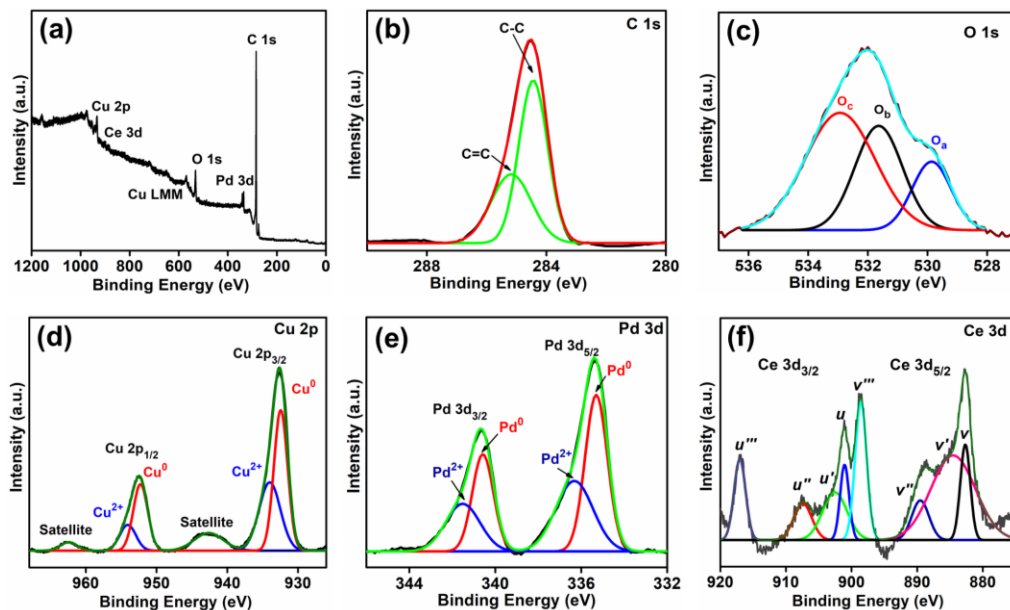 (a)
C 1s
Cu 2p
Ce 3d
O 1s
Cu LMM
Pd 3d
Intensity (a.u.)
1200 1000 800 600 400 200 0
Binding Energy (eV)
(b)
C 1s
C-C
C=C
Intensity (a.u.)
288 284 280
Binding Energy (eV)
(c)
O 1s
Oc
Ob
Oa
Intensity (a.u.)
536 534 532 530 528
Binding Energy (eV)
(d)
Cu 2p
Cu 2p3/2
Cu0
Cu 2p1/2
Cu0
Cu2+
Cu2+
Satellite
Satellite
Intensity (a.u.)
960 950 940 930
Binding Energy (eV)
(e)
Pd 3d
Pd 3d5/2
Pd0
Pd 3d3/2
Pd0
Pd2+
Pd2+
Intensity (a.u.)
344 340 336 332
Binding Energy (eV)
(f)
Ce 3d
Ce 3d3/2
Ce 3d5/2
v'''
u
v'
v
u'''
u''
u'
v''
Intensity (a.u.)
920 910 900 890 880
Binding Energy (eV)